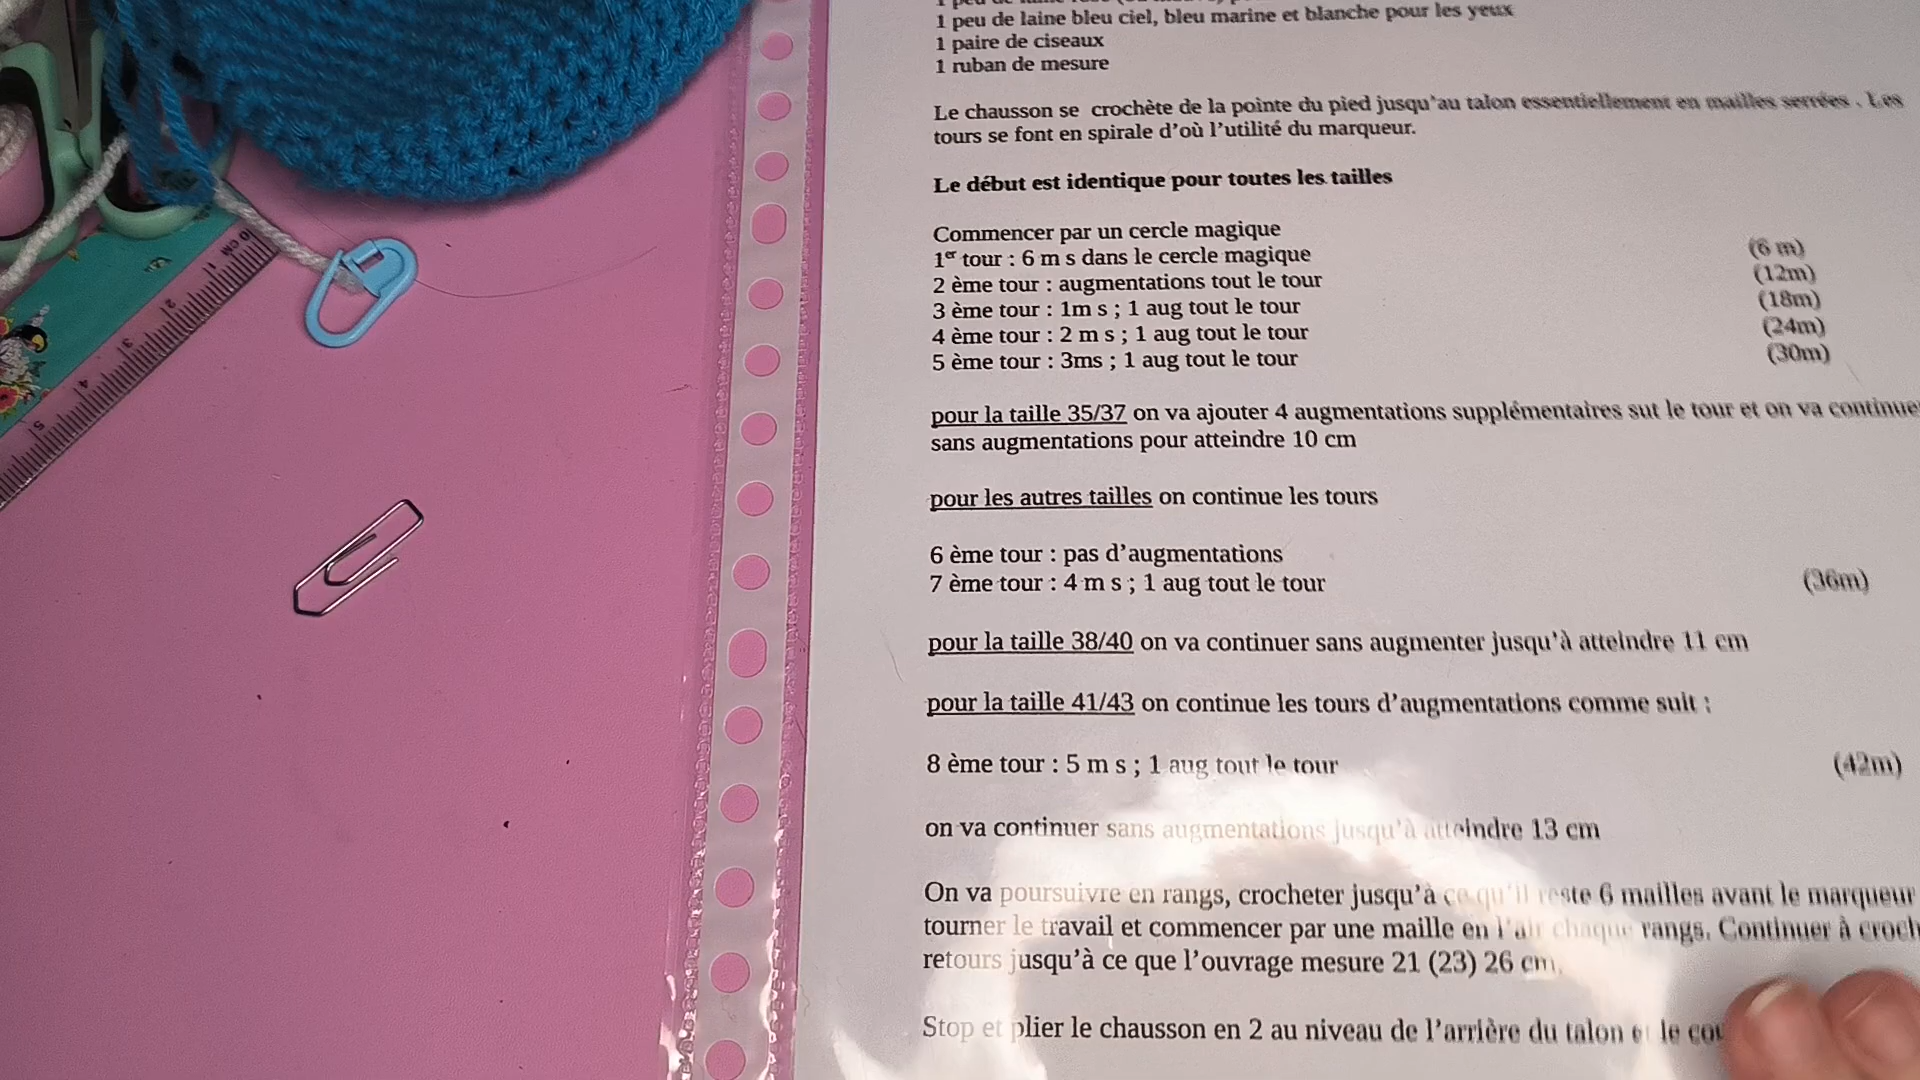 1 peu de laine bleu ciel, bleu marine et blanche pour les yeux
1 paire de ciseaux
1 ruban de mesure
Le chausson se crochète de la pointe du pied jusqu'au talon essentiellement en mailles serrées . Les
tours se font en spirale d'où l'utilité du marqueur.
Le début est identique pour toutes les tailles
Commencer par un cercle magique
1er tour : 6 m s dans le cercle magique (6 m)
2 ème tour : augmentations tout le tour (12m)
3 ème tour : 1m s ; 1 aug tout le tour (18m)
4 ème tour : 2 m s ; 1 aug tout le tour (24m)
5 ème tour : 3ms ; 1 aug tout le tour (30m)
pour la taille 35/37 on va ajouter 4 augmentations supplémentaires sut le tour et on va continue
sans augmentations pour atteindre 10 cm
pour les autres tailles on continue les tours
6 ème tour : pas d'augmentations
7 ème tour : 4 m s ; 1 aug tout le tour (36m)
pour la taille 38/40 on va continuer sans augmenter jusqu'à atteindre 11 cm
pour la taille 41/43 on continue les tours d'augmentations comme suit :
8 ème tour : 5 m s ; 1 aug tout le tour (42m)
on va continuer sans augmentations jusqu'à atteindre 13 cm
On va poursuivre en rangs, crocheter jusqu'à ce qu'il reste 6 mailles avant le marqueur
tourner le travail et commencer par une maille en l'air chaque rangs. Continuer à croch
retours jusqu'à ce que l'ouvrage mesure 21 (23) 26 cm.
Stop et plier le chausson en 2 au niveau de l'arrière du talon et le cou
0 cm 1 2 3 4 5